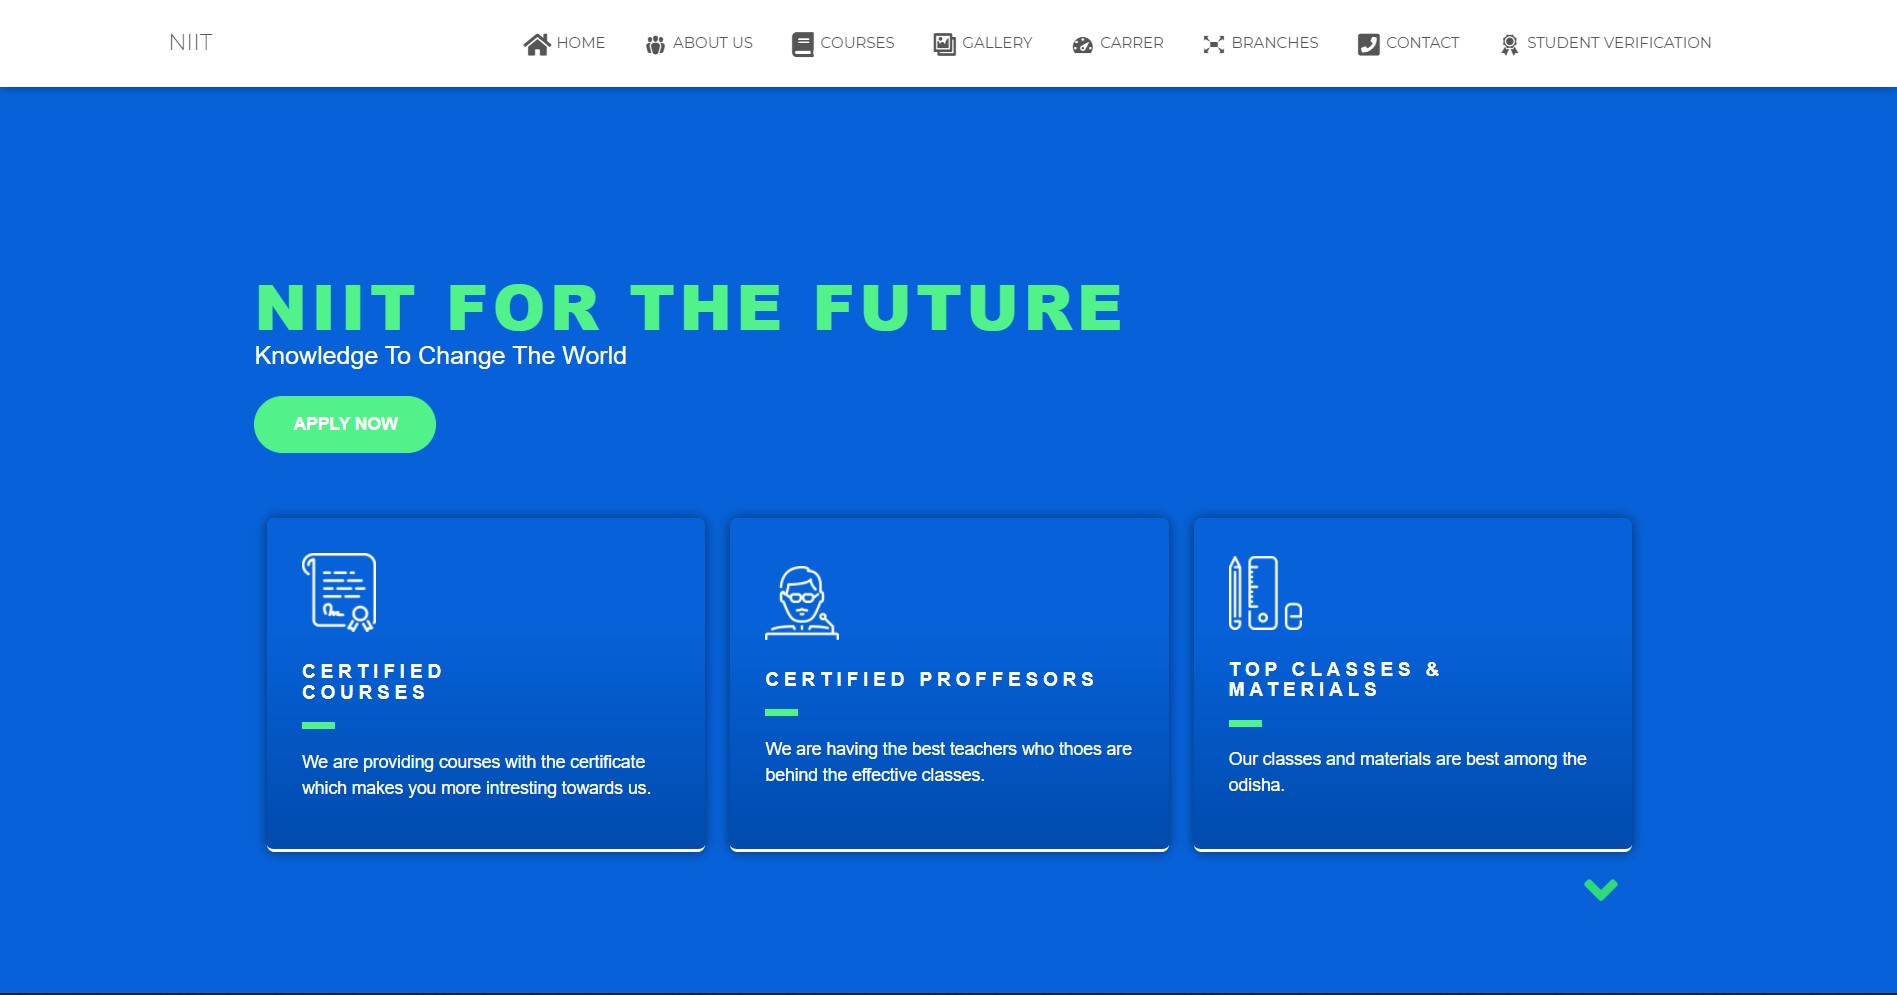 NIIT
HOME ABOUT US COURSES GALLERY CARRER BRANCHES CONTACT STUDENT VERIFICATION
NIIT FOR THE FUTURE
Knowledge To Change The World
APPLY NOW
CERTIFIED
COURSES
We are providing courses with the certificate
which makes you more intresting towards us.
CERTIFIED PROFFESORS
We are having the best teachers who thoes are
behind the effective classes.
TOP CLASSES &
MATERIALS
Our classes and materials are best among the
odisha.